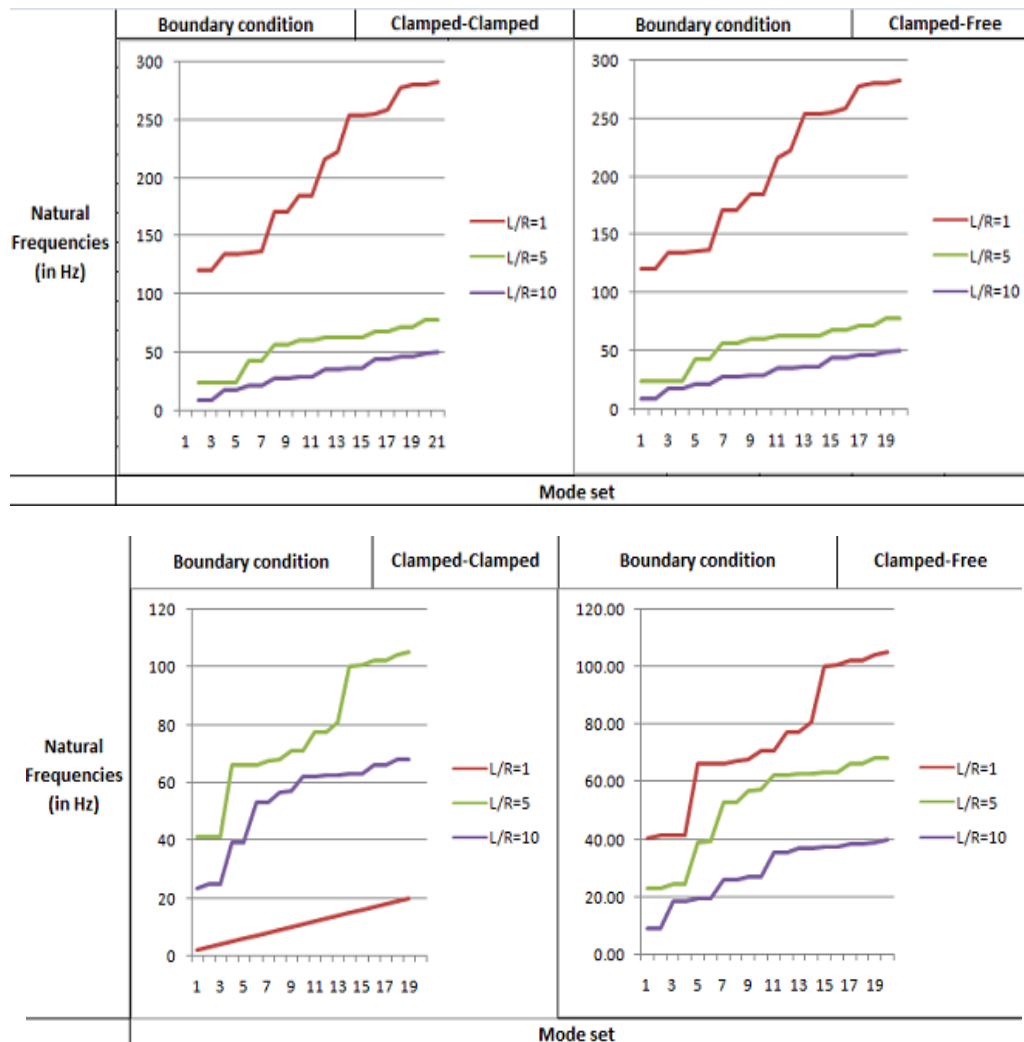 Boundary condition Clamped-Clamped Boundary condition Clamped-Free
Natural
Frequencies
(in Hz)
300
250
200
150
100
50
0
1 3 5 7 9 11 13 15 17 19 21
L/R=1
L/R=5
L/R=10
300
250
200
150
100
50
0
1 3 5 7 9 11 13 15 17 19
L/R=1
L/R=5
L/R=10
Mode set
Boundary condition Clamped-Clamped Boundary condition Clamped-Free
Natural
Frequencies
(in Hz)
120
100
80
60
40
20
0
1 3 5 7 9 11 13 15 17 19
L/R=1
L/R=5
L/R=10
120.00
100.00
80.00
60.00
40.00
20.00
0.00
1 3 5 7 9 11 13 15 17 19
L/R=1
L/R=5
L/R=10
Mode set